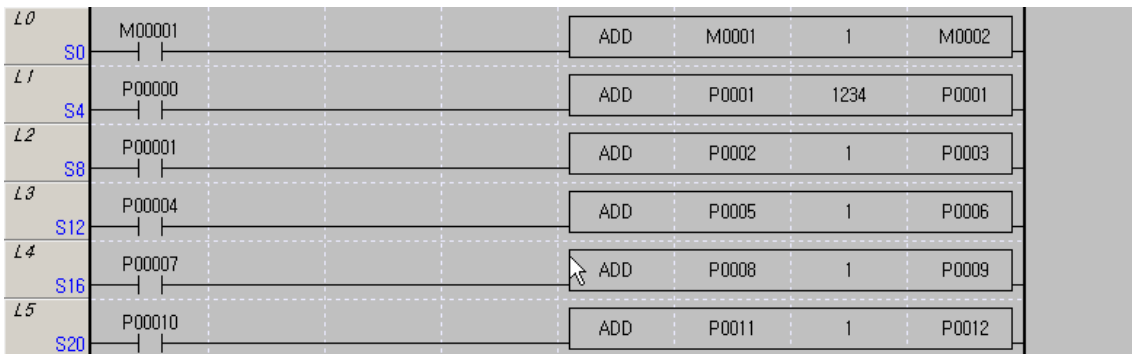 L0
M00001
S0
ADD M0001 1 M0002
L1
P00000
S4
ADD P0001 1234 P0001
L2
P00001
S8
ADD P0002 1 P0003
L3
P00004
S12
ADD P0005 1 P0006
L4
P00007
S16
ADD P0008 1 P0009
L5
P00010
S20
ADD P0011 1 P0012